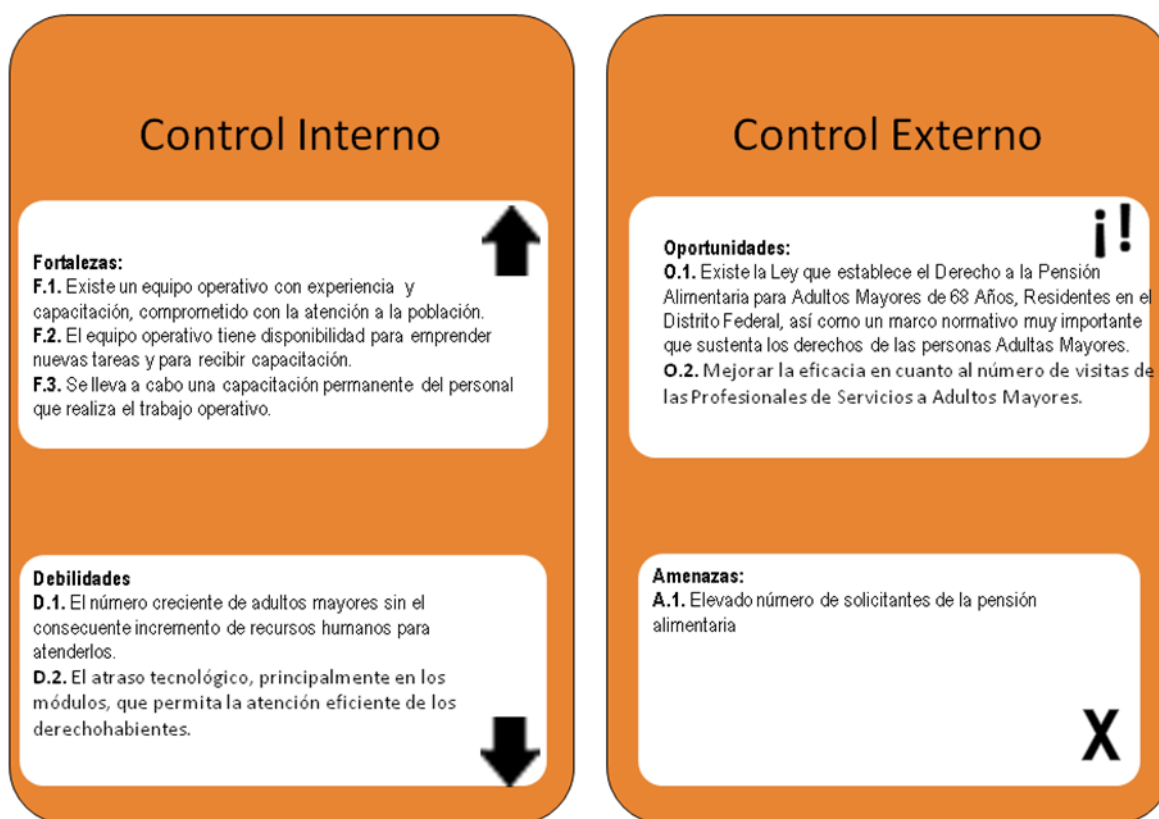 Control Interno
Fortalezas:
F.1. Existe un equipo operativo con experiencia y
capacitación, comprometido con la atención a la población.
F.2. El equipo operativo tiene disponibilidad para emprender
nuevas tareas y para recibir capacitación.
F.3. Se lleva a cabo una capacitación permanente del personal
que realiza el trabajo operativo.
Debilidades
D.1. El número creciente de adultos mayores sin el
consecuente incremento de recursos humanos para
atenderlos.
D.2. El atraso tecnológico, principalmente en los
módulos, que permita la atención eficiente de los
derechohabientes.
Control Externo
¡!
Oportunidades:
O.1. Existe la Ley que establece el Derecho a la Pensión
Alimentaria para Adultos Mayores de 68 Años, Residentes en el
Distrito Federal, así como un marco normativo muy importante
que sustenta los derechos de las personas Adultas Mayores.
O.2. Mejorar la eficacia en cuanto al número de visitas de
las Profesionales de Servicios a Adultos Mayores.
Amenazas:
A.1. Elevado número de solicitantes de la pensión
alimentaria
X